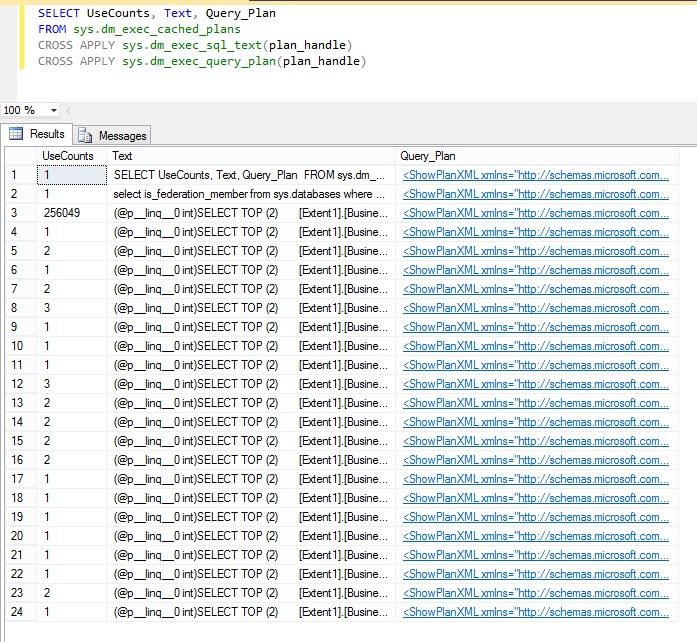 SELECT UseCounts, Text, Query_Plan
FROM sys.dm_exec_cached_plans
CROSS APPLY sys.dm_exec_sql_text(plan_handle)
CROSS APPLY sys.dm_exec_query_plan(plan_handle)
100 %
Results Messages
UseCounts Text Query_Plan
1 1 SELECT UseCounts, Text, Query_Plan FROM sys.dm_... <ShowPlanXML xmlns="http://schemas.microsoft.com...
2 1 select is_federation_member from sys.databases where ... <ShowPlanXML xmlns="http://schemas.microsoft.com...
3 256049 (@p__linq__0 int)SELECT TOP (2) [Extent1].[Busine... <ShowPlanXML xmlns="http://schemas.microsoft.com...
4 1 (@p__linq__0 int)SELECT TOP (2) [Extent1].[Busine... <ShowPlanXML xmlns="http://schemas.microsoft.com...
5 2 (@p__linq__0 int)SELECT TOP (2) [Extent1].[Busine... <ShowPlanXML xmlns="http://schemas.microsoft.com...
6 1 (@p__linq__0 int)SELECT TOP (2) [Extent1].[Busine... <ShowPlanXML xmlns="http://schemas.microsoft.com...
7 2 (@p__linq__0 int)SELECT TOP (2) [Extent1].[Busine... <ShowPlanXML xmlns="http://schemas.microsoft.com...
8 3 (@p__linq__0 int)SELECT TOP (2) [Extent1].[Busine... <ShowPlanXML xmlns="http://schemas.microsoft.com...
9 1 (@p__linq__0 int)SELECT TOP (2) [Extent1].[Busine... <ShowPlanXML xmlns="http://schemas.microsoft.com...
10 1 (@p__linq__0 int)SELECT TOP (2) [Extent1].[Busine... <ShowPlanXML xmlns="http://schemas.microsoft.com...
11 1 (@p__linq__0 int)SELECT TOP (2) [Extent1].[Busine... <ShowPlanXML xmlns="http://schemas.microsoft.com...
12 3 (@p__linq__0 int)SELECT TOP (2) [Extent1].[Busine... <ShowPlanXML xmlns="http://schemas.microsoft.com...
13 2 (@p__linq__0 int)SELECT TOP (2) [Extent1].[Busine... <ShowPlanXML xmlns="http://schemas.microsoft.com...
14 2 (@p__linq__0 int)SELECT TOP (2) [Extent1].[Busine... <ShowPlanXML xmlns="http://schemas.microsoft.com...
15 2 (@p__linq__0 int)SELECT TOP (2) [Extent1].[Busine... <ShowPlanXML xmlns="http://schemas.microsoft.com...
16 2 (@p__linq__0 int)SELECT TOP (2) [Extent1].[Busine... <ShowPlanXML xmlns="http://schemas.microsoft.com...
17 1 (@p__linq__0 int)SELECT TOP (2) [Extent1].[Busine... <ShowPlanXML xmlns="http://schemas.microsoft.com...
18 1 (@p__linq__0 int)SELECT TOP (2) [Extent1].[Busine... <ShowPlanXML xmlns="http://schemas.microsoft.com...
19 1 (@p__linq__0 int)SELECT TOP (2) [Extent1].[Busine... <ShowPlanXML xmlns="http://schemas.microsoft.com...
20 1 (@p__linq__0 int)SELECT TOP (2) [Extent1].[Busine... <ShowPlanXML xmlns="http://schemas.microsoft.com...
21 1 (@p__linq__0 int)SELECT TOP (2) [Extent1].[Busine... <ShowPlanXML xmlns="http://schemas.microsoft.com...
22 1 (@p__linq__0 int)SELECT TOP (2) [Extent1].[Busine... <ShowPlanXML xmlns="http://schemas.microsoft.com...
23 2 (@p__linq__0 int)SELECT TOP (2) [Extent1].[Busine... <ShowPlanXML xmlns="http://schemas.microsoft.com...
24 1 (@p__linq__0 int)SELECT TOP (2) [Extent1].[Busine... <ShowPlanXML xmlns="http://schemas.microsoft.com...